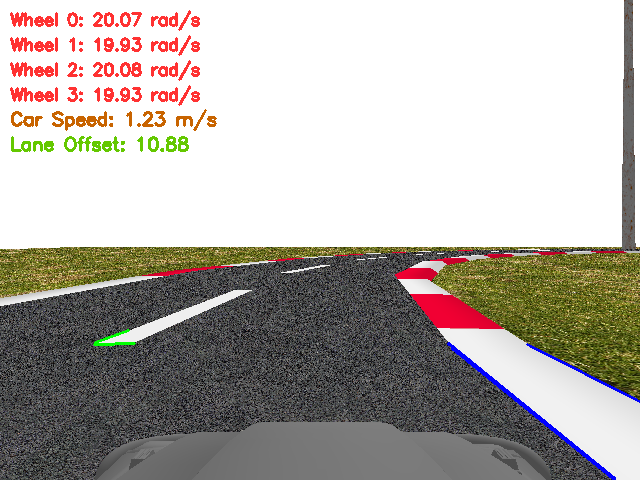 Wheel 0: 20.07 rad/s
Wheel 1: 19.93 rad/s
Wheel 2: 20.08 rad/s
Wheel 3: 19.93 rad/s
Car Speed: 1.23 m/s
Lane Offset: 10.88